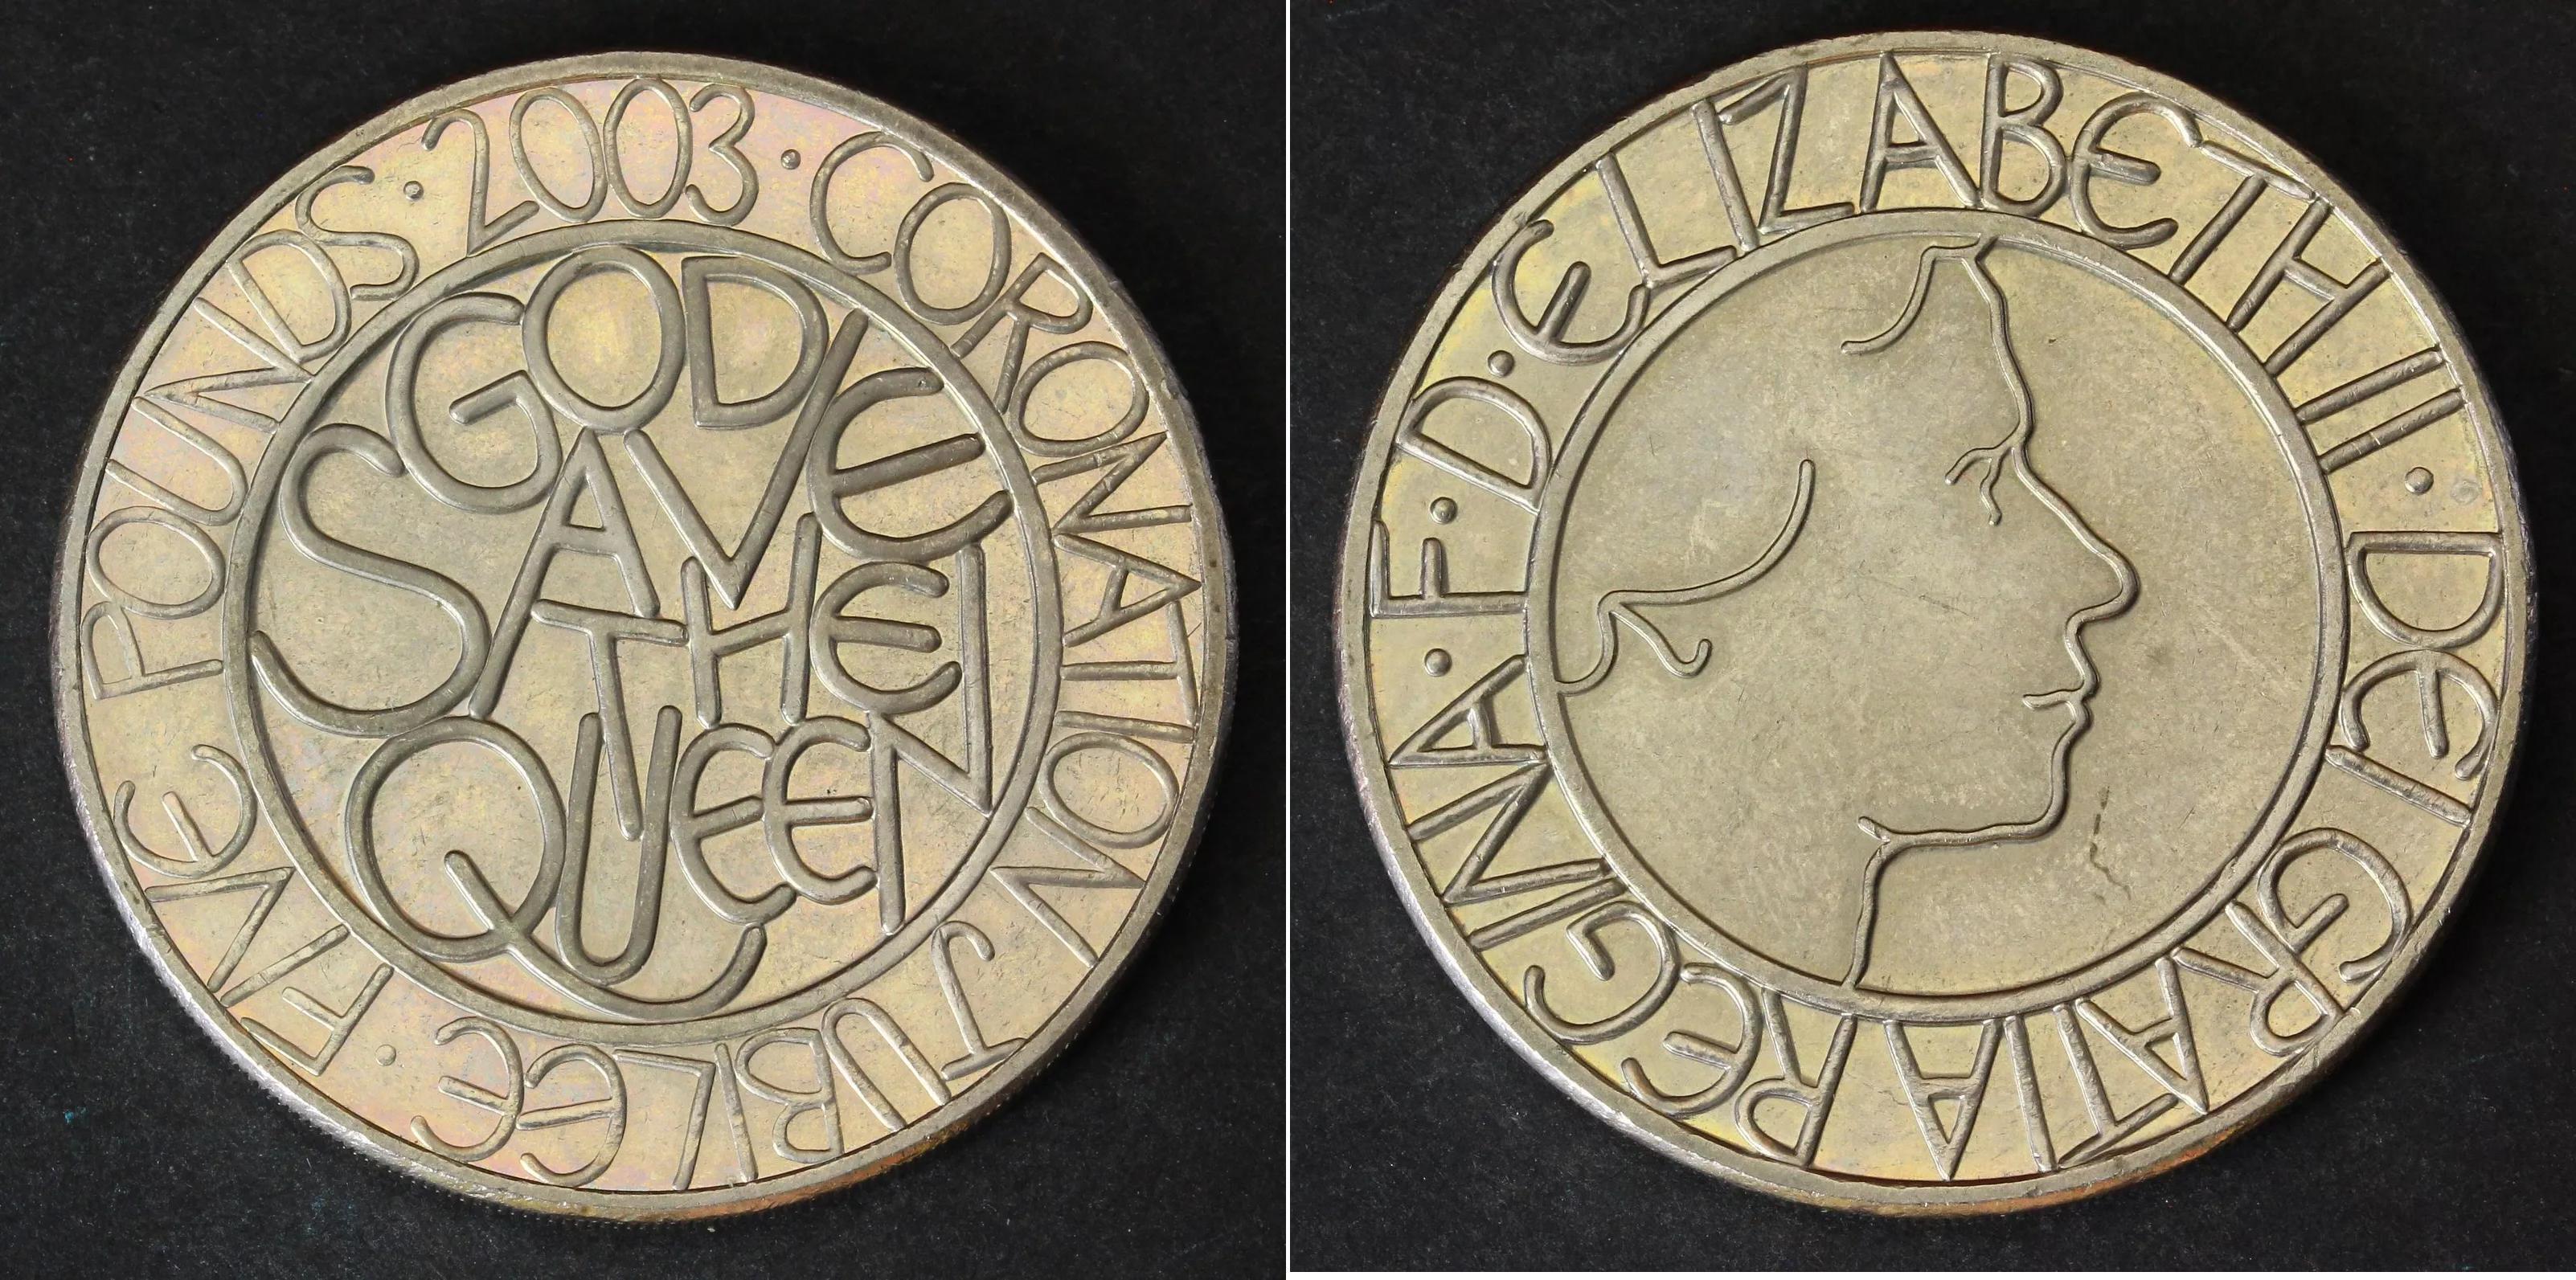 FIVE POUNDS · 2003 · CORONATION JUBILEE ·
GOD
SAVE
THE
QUEEN
ELIZABETH II · DEI GRATIA REGINA · F · D ·